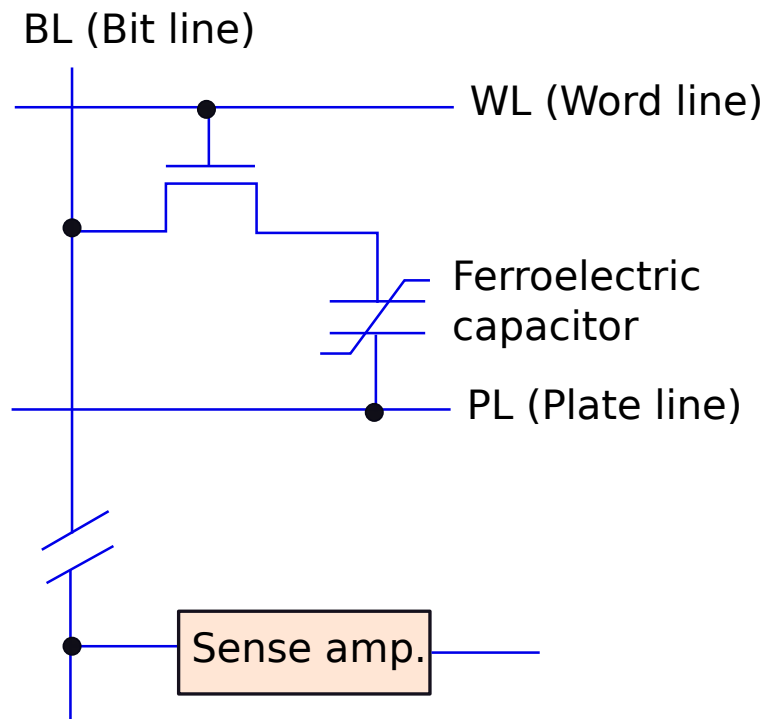 BL (Bit line)
WL (Word line)
Ferroelectric
capacitor
PL (Plate line)
Sense amp.